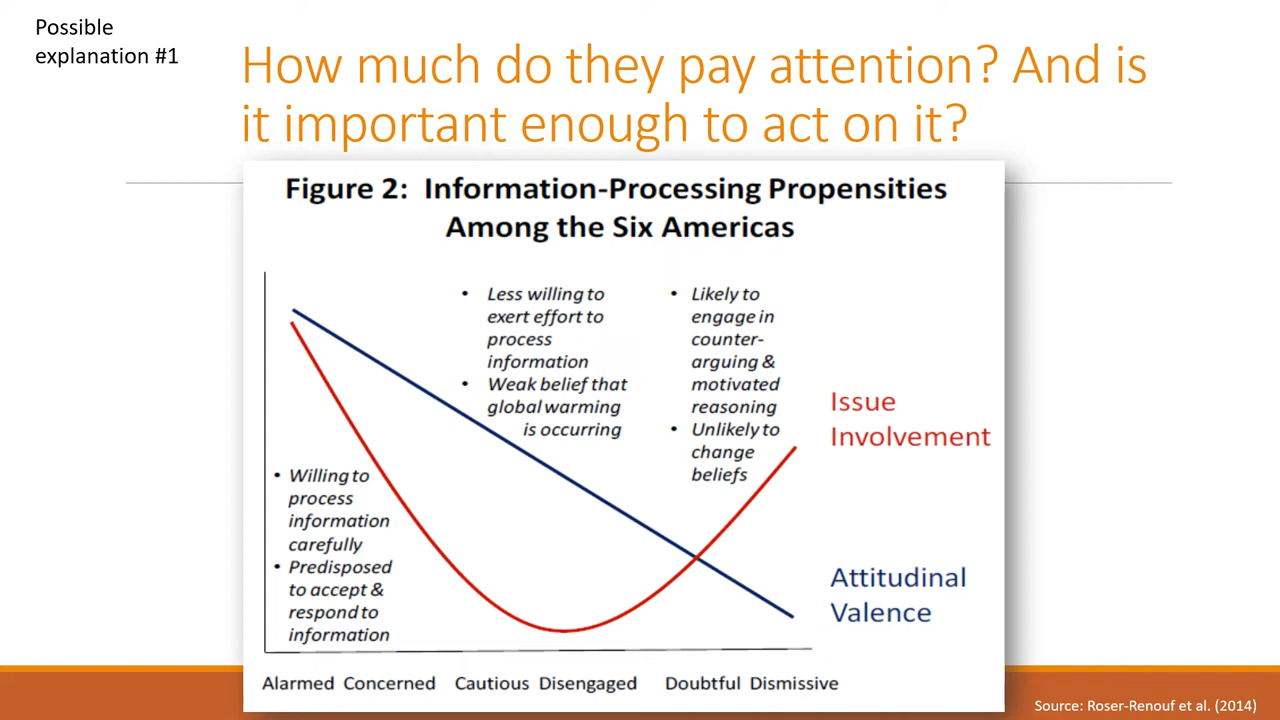 Possible
explanation #1
How much do they pay attention? And is
it important enough to act on it?
Figure 2: Information-Processing Propensities
Among the Six Americas
• Less willing to
exert effort to
process
information
• Weak belief that
global warming
is occurring
• Likely to
engage in
counter-
arguing &
motivated
reasoning
• Unlikely to
change
beliefs
Issue
Involvement
• Willing to
process
information
carefully
• Predisposed
to accept &
respond to
information
Attitudinal
Valence
Alarmed Concerned Cautious Disengaged Doubtful Dismissive
Source: Roser-Renouf et al. (2014)